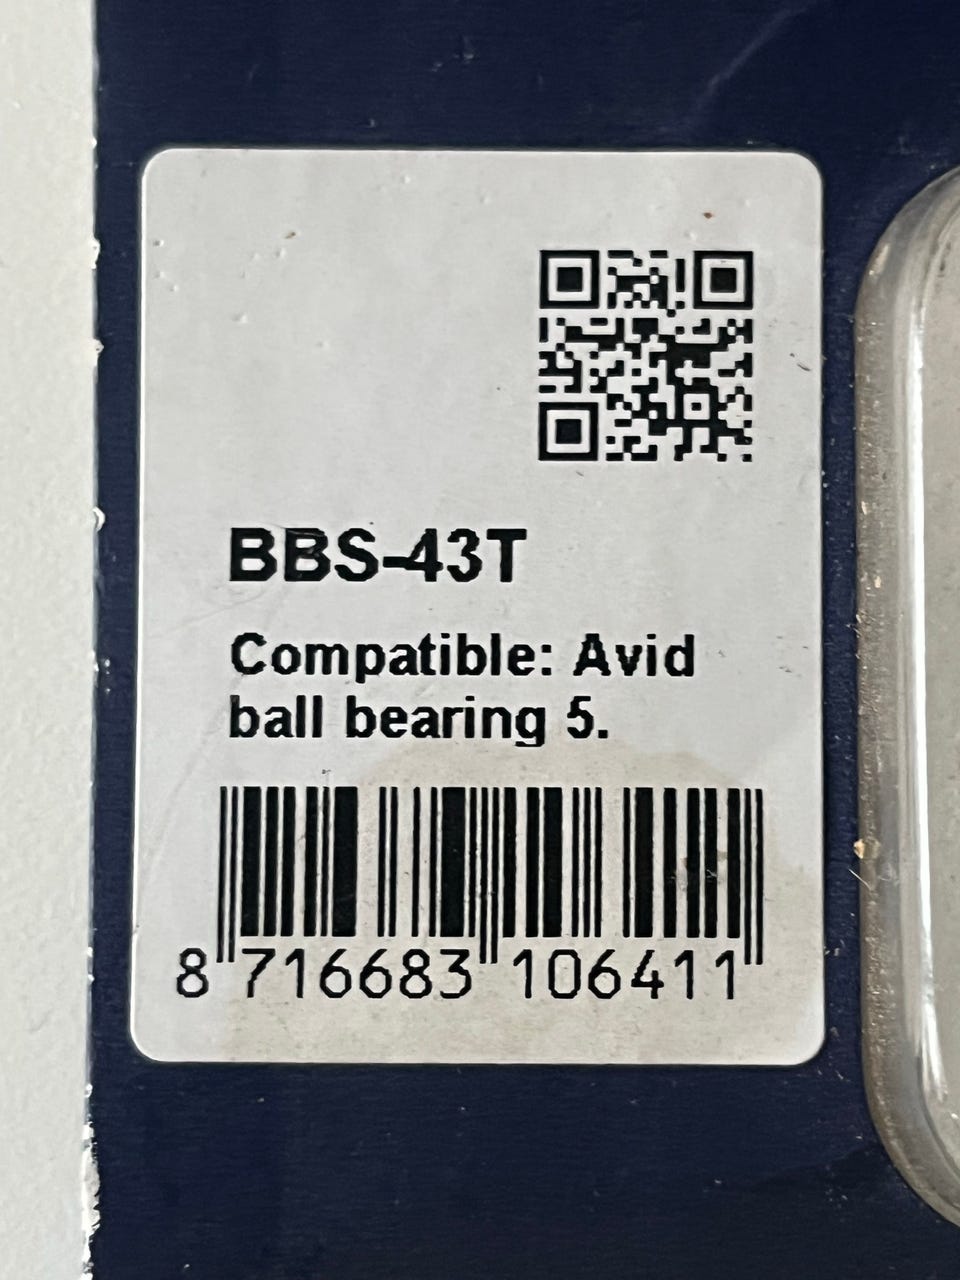 BBS-43T
Compatible: Avid
ball bearing 5.
8 716683 106411